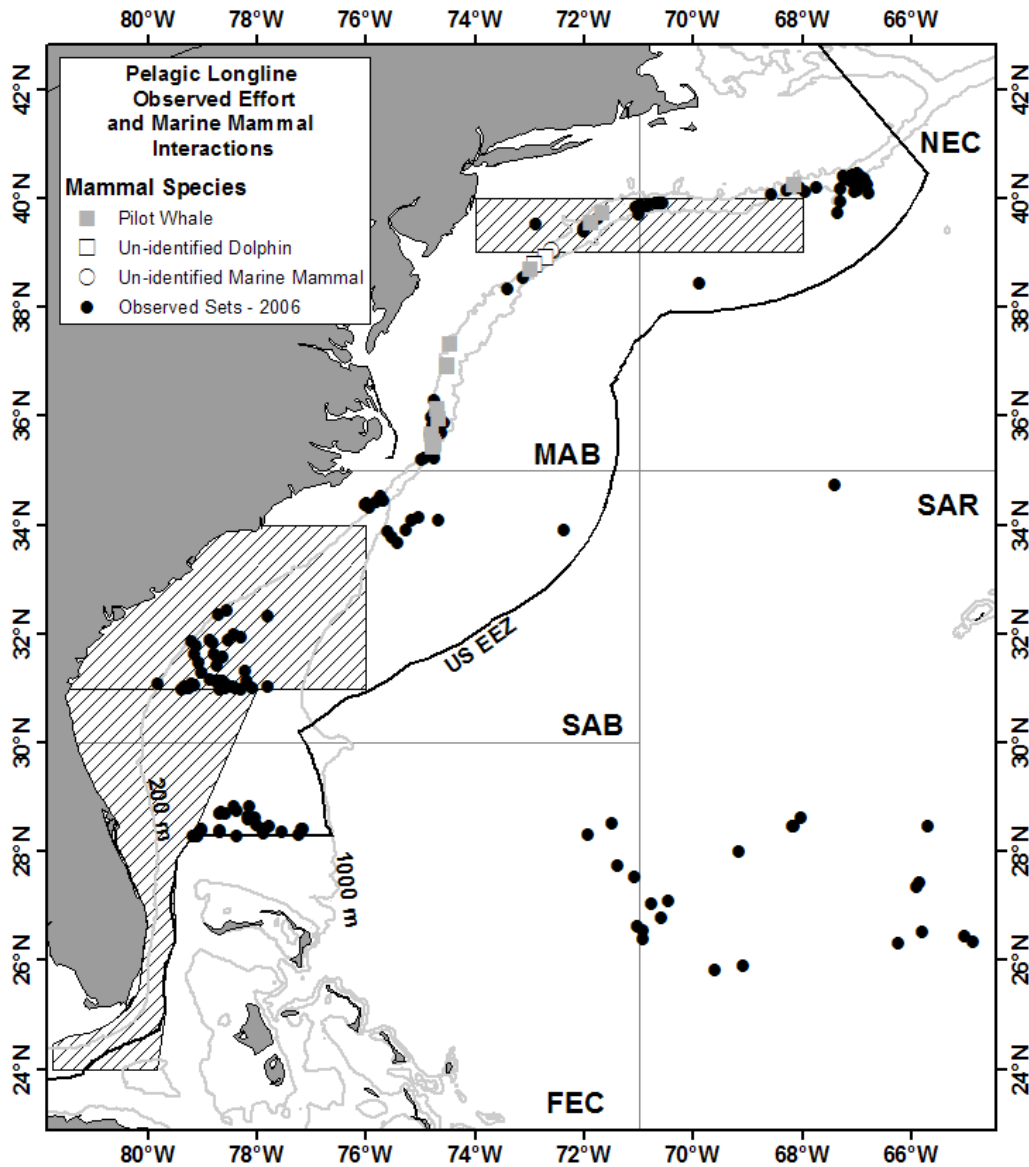 80°W 78°W 76°W 74°W 72°W 70°W 68°W 66°W
Pelagic Longline
Observed Effort
and Marine Mammal
Interactions
Mammal Species
Pilot Whale
Un-identified Dolphin
Un-identified Marine Mammal
Observed Sets - 2006
42°N 42°N
40°N 40°N
38°N 38°N
36°N 36°N
34°N 34°N
32°N 32°N
30°N 30°N
28°N 28°N
26°N 26°N
24°N 24°N
NEC
MAB
SAR
US EEZ
SAB
200 m
1000 m
FEC
80°W 78°W 76°W 74°W 72°W 70°W 68°W 66°W